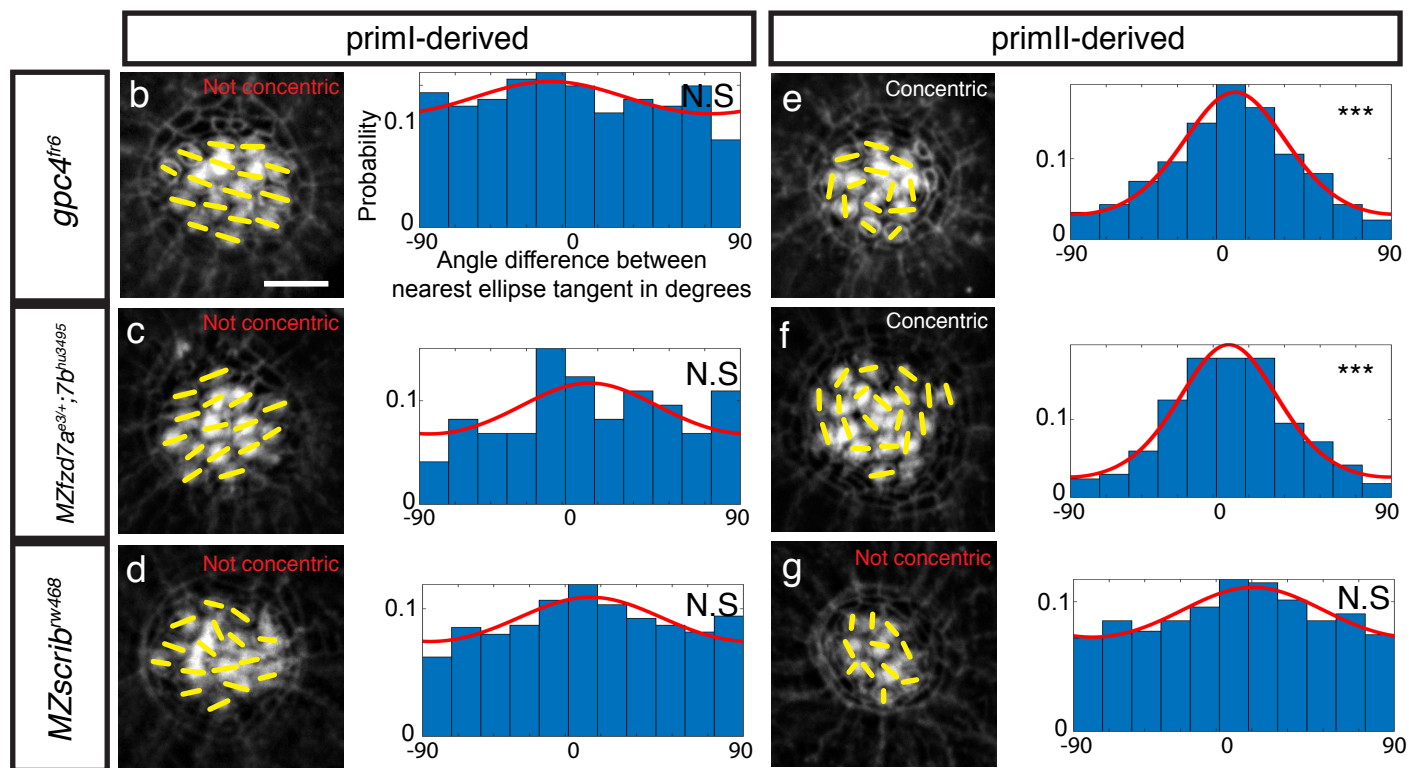 primI-derived
primII-derived
gpc4fr6
b
Not concentric
N.S
Probability
0.1
0
-90
0
90
Angle difference between
nearest ellipse tangent in degrees
e
Concentric
***
0.1
0
-90
0
90
MZfzd7ae3/+;7bhu3495
c
Not concentric
N.S
0.1
0
-90
0
90
f
Concentric
***
0.1
0
-90
0
90
MZscribrw468
d
Not concentric
N.S
0.1
0
-90
0
90
g
Not concentric
N.S
0.1
0
-90
0
90